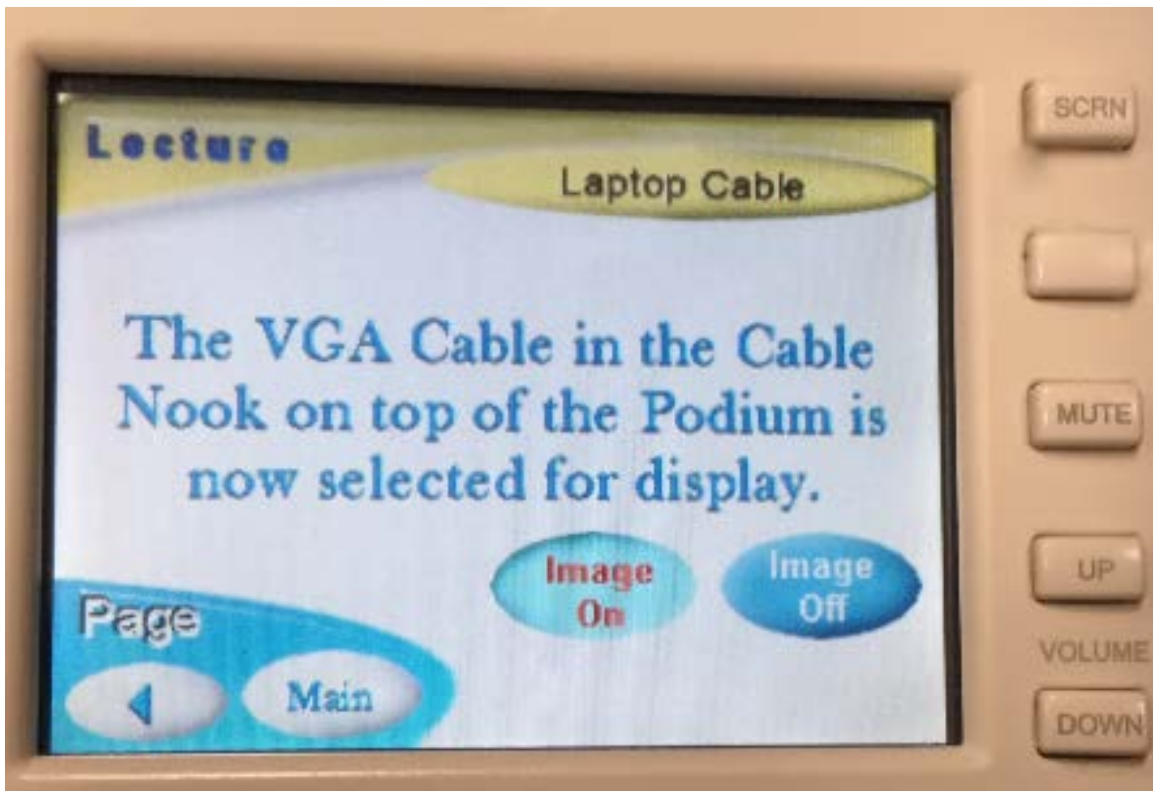 Lecture
Laptop Cable
The VGA Cable in the Cable
Nook on top of the Podium is
now selected for display.
Image
On
Image
Off
Page
Main
SCRN
MUTE
UP
VOLUME
DOWN